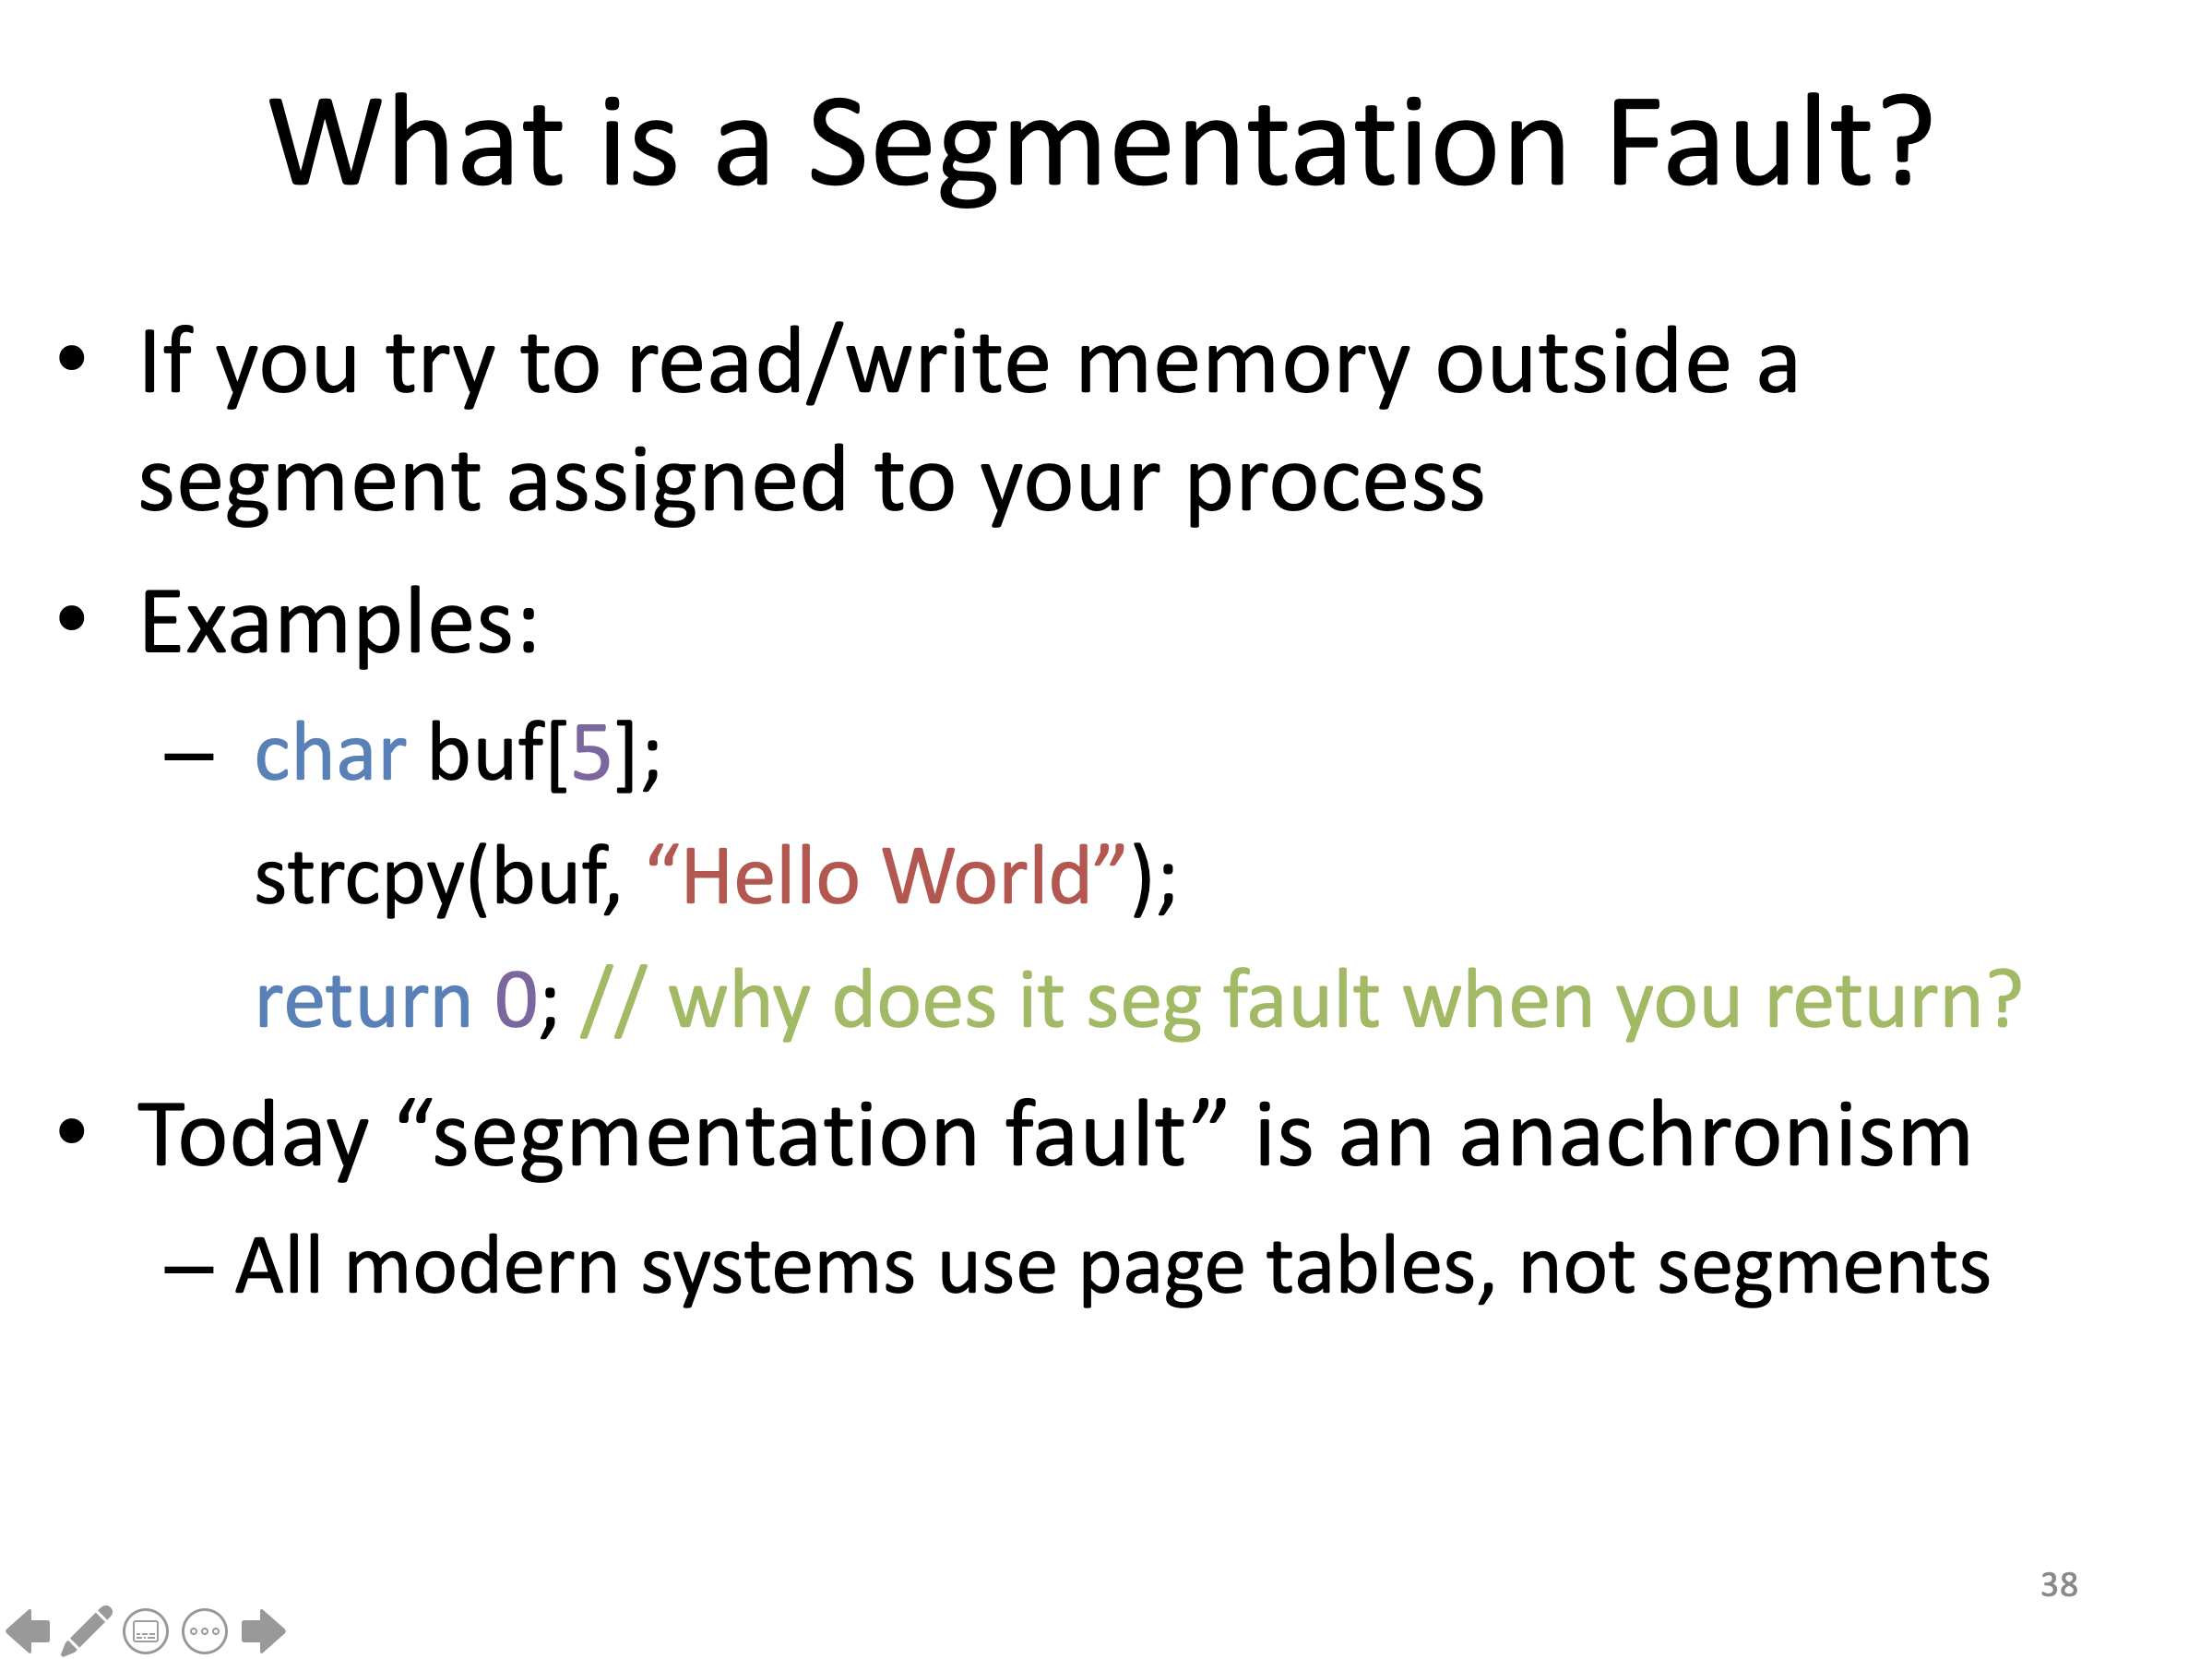 What is a Segmentation Fault?
• If you try to read/write memory outside a
segment assigned to your process
• Examples:
– char buf[5];
strcpy(buf, “Hello World”);
return 0; // why does it seg fault when you return?
• Today “segmentation fault” is an anachronism
– All modern systems use page tables, not segments
38